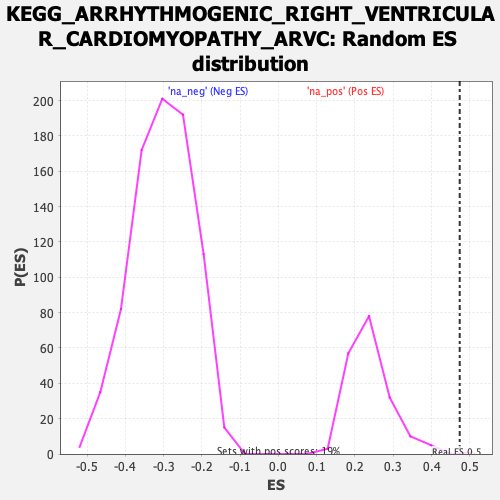 KEGG_ARRHYTHMOGENIC_RIGHT_VENTRICULA
R_CARDIOMYOPATHY_ARVC: Random ES
distribution
'na_neg' (Neg ES)
'na_pos' (Pos ES)
200
180
160
140
120
100
80
60
40
20
0
P(ES)
Sets with pos scores: 19%
Real ES 0.5
-0.5 -0.4 -0.3 -0.2 -0.1 0.0 0.1 0.2 0.3 0.4 0.5
ES